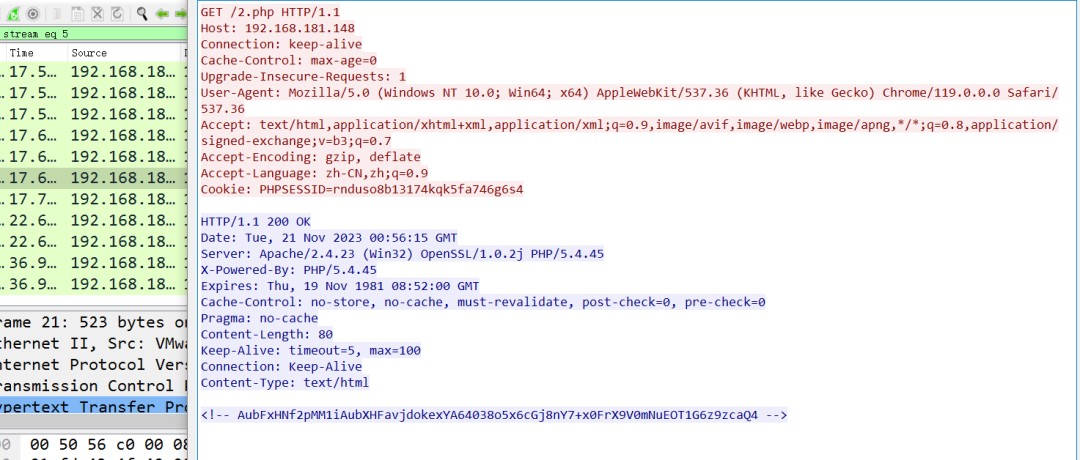 stream eq 5
Time Source
17.5… 192.168.18…
17.5… 192.168.18…
17.6… 192.168.18…
17.6… 192.168.18…
17.6… 192.168.18…
17.7… 192.168.18…
22.6… 192.168.18…
22.6… 192.168.18…
36.9… 192.168.18…
36.9… 192.168.18…
rame 21: 523 bytes on
thernet II, Src: VMwa
nternet Protocol Vers
ransmission Control P
ypertext Transfer Pro
00 50 56 c0 00 08
GET /2.php HTTP/1.1
Host: 192.168.181.148
Connection: keep-alive
Cache-Control: max-age=0
Upgrade-Insecure-Requests: 1
User-Agent: Mozilla/5.0 (Windows NT 10.0; Win64; x64) AppleWebKit/537.36 (KHTML, like Gecko) Chrome/119.0.0.0 Safari/
537.36
Accept: text/html,application/xhtml+xml,application/xml;q=0.9,image/avif,image/webp,image/apng,*/*;q=0.8,application/
signed-exchange;v=b3;q=0.7
Accept-Encoding: gzip, deflate
Accept-Language: zh-CN,zh;q=0.9
Cookie: PHPSESSID=rnduso8b13174kqk5fa746g6s4
HTTP/1.1 200 OK
Date: Tue, 21 Nov 2023 00:56:15 GMT
Server: Apache/2.4.23 (Win32) OpenSSL/1.0.2j PHP/5.4.45
X-Powered-By: PHP/5.4.45
Expires: Thu, 19 Nov 1981 08:52:00 GMT
Cache-Control: no-store, no-cache, must-revalidate, post-check=0, pre-check=0
Pragma: no-cache
Content-Length: 80
Keep-Alive: timeout=5, max=100
Connection: Keep-Alive
Content-Type: text/html
<!-- AubFxHNf2pMM1iAubXHFavjdokexYA64038o5x6cGj8nY7+x0FrX9V0mNuEOT1G6z9zcaQ4 -->